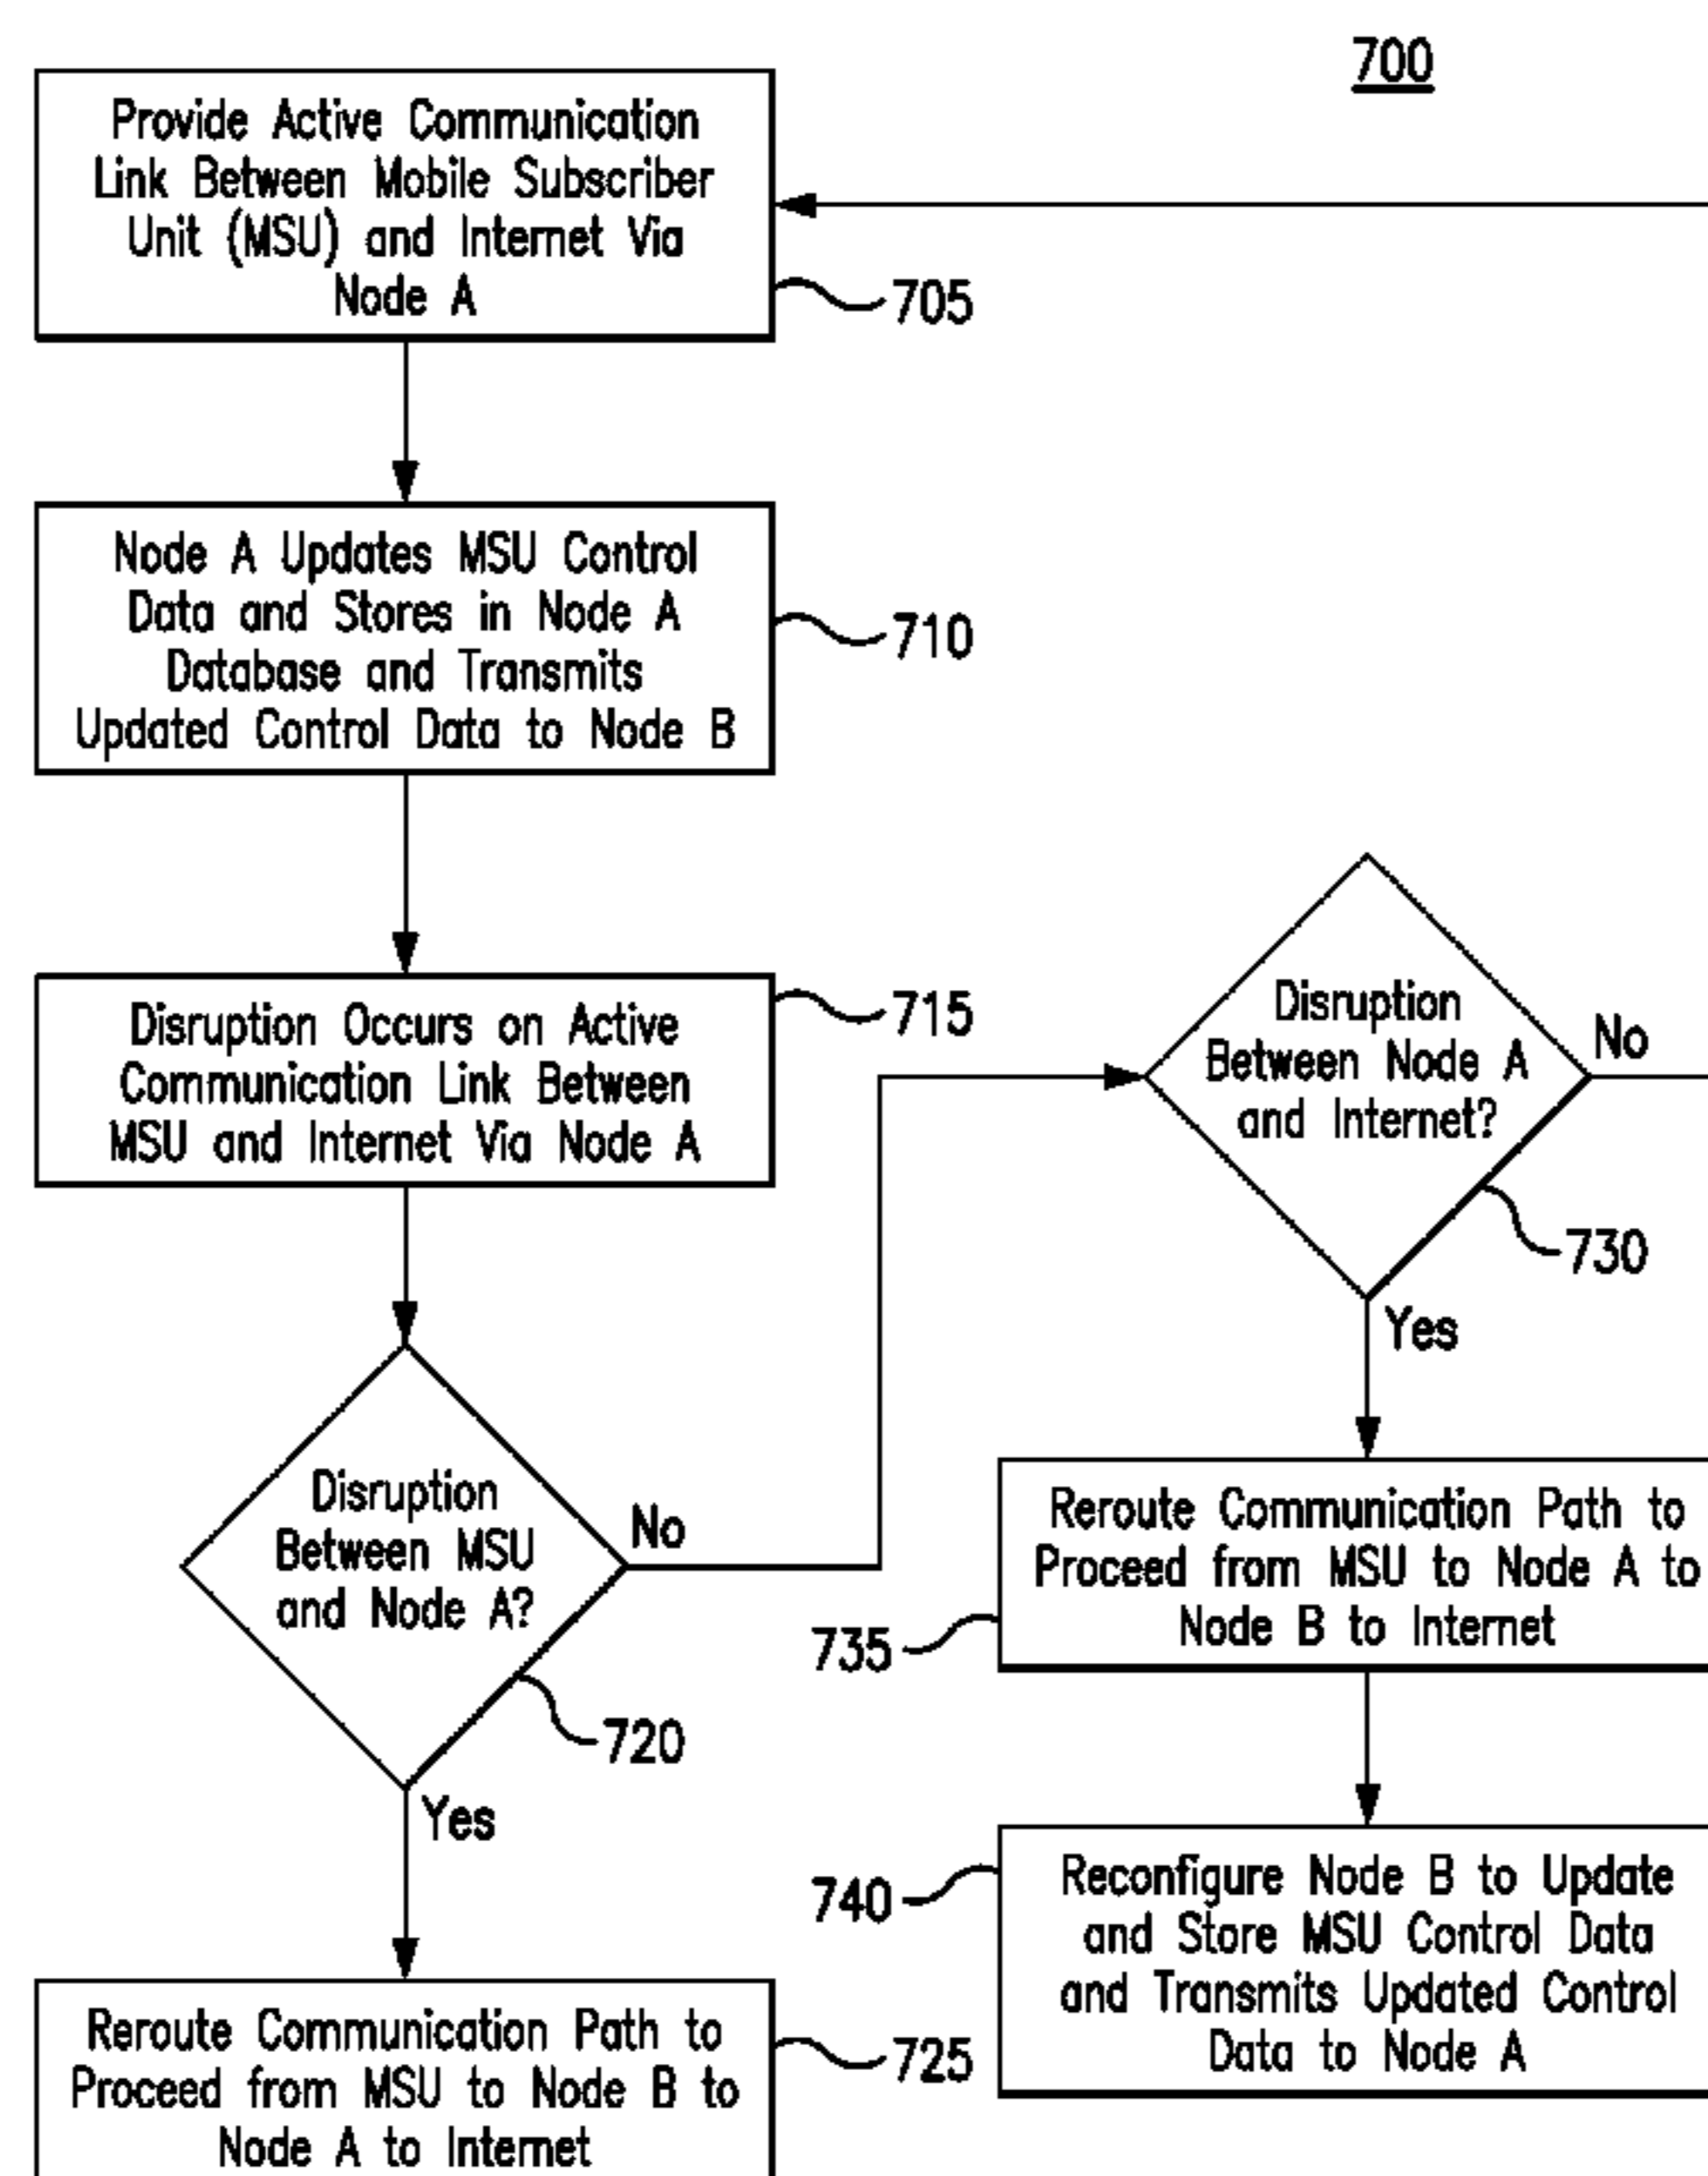 700
Provide Active Communication
Link Between Mobile Subscriber
Unit (MSU) and Internet Via
Node A
705
Node A Updates MSU Control
Data and Stores in Node A
Database and Transmits
Updated Control Data to Node B
710
Disruption Occurs on Active
Communication Link Between
MSU and Internet Via Node A
715
Disruption
Between MSU
and Node A?
No
720
Yes
Reroute Communication Path to
Proceed from MSU to Node B to
Node A to Internet
725
Disruption
Between Node A
and Internet?
No
730
Yes
Reroute Communication Path to
Proceed from MSU to Node A to
Node B to Internet
735
Reconfigure Node B to Update
and Store MSU Control Data
and Transmits Updated Control
Data to Node A
740